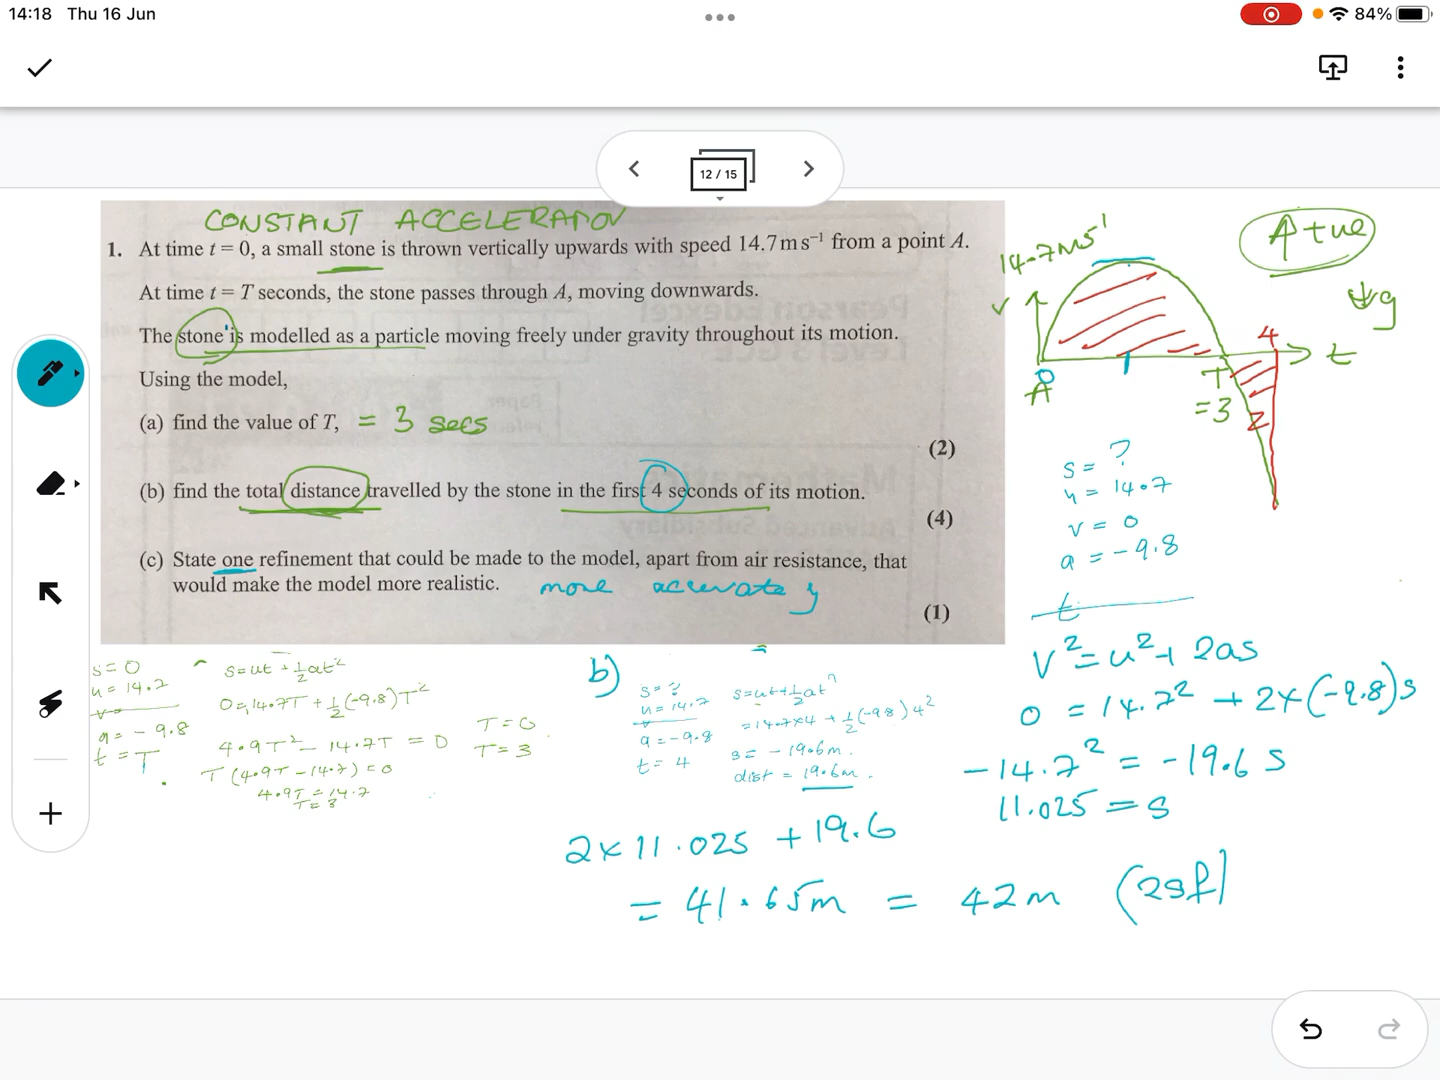 14:18 Thu 16 Jun
84%
12 / 15
CONSTANT ACCELERATION
1. At time t = 0, a small stone is thrown vertically upwards with speed 14.7 m s⁻¹ from a point A.
At time t = T seconds, the stone passes through A, moving downwards.
The stone is modelled as a particle moving freely under gravity throughout its motion.
Using the model,
(a) find the value of T, = 3 secs
(2)
(b) find the total distance travelled by the stone in the first 4 seconds of its motion.
(4)
(c) State one refinement that could be made to the model, apart from air resistance, that
would make the model more realistic. more accurate g
(1)
14.7ms⁻¹
↑ +ve
↓g
V
4
t
0
A
T
=3
2
s = ?
u = 14.7
v = 0
a = -9.8
t
v² = u² + 2as
0 = 14.7² + 2x(-9.8)s
-14.7² = -19.6 s
11.025 = s
s = 0
u = 14.7
v =
a = -9.8
t = T
s = ut + ½at²
0 = 14.7T + ½(-9.8)T²
4.9T² - 14.7T = 0
T(4.9T - 14.7) = 0
4.9T = 14.7
T = 3
T = 0
T = 3
b)
s = ?
u = 14.7
v
a = -9.8
t = 4
s = ut + ½at²
= 14.7x4 + ½(-9.8)4²
s = -19.6m.
dist = 19.6m.
2x11.025 + 19.6
= 41.65m = 42m (2sf)